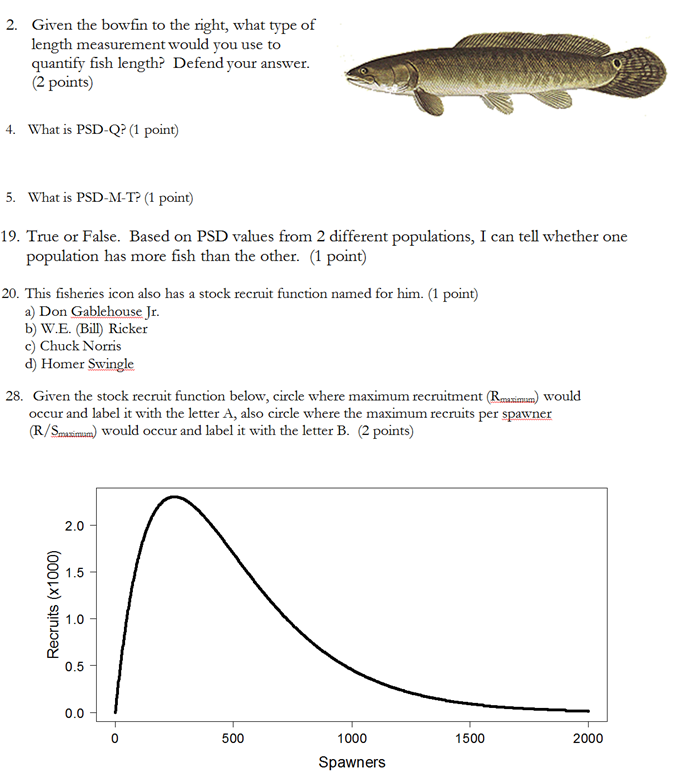 2. Given the bowfin to the right, what type of
length measurement would you use to
quantify fish length? Defend your answer.
(2 points)
4. What is PSD-Q? (1 point)
5. What is PSD-M-T? (1 point)
19. True or False. Based on PSD values from 2 different populations, I can tell whether one
population has more fish than the other. (1 point)
20. This fisheries icon also has a stock recruit function named for him. (1 point)
a) Don Gablehouse Jr.
b) W.E. (Bill) Ricker
c) Chuck Norris
d) Homer Swingle
28. Given the stock recruit function below, circle where maximum recruitment (Rmaximum) would
occur and label it with the letter A, also circle where the maximum recruits per spawner
(R/Smaximum) would occur and label it with the letter B. (2 points)
Recruits (x1000)
2.0
1.5
1.0
0.5
0.0
0 500 1000 1500 2000
Spawners